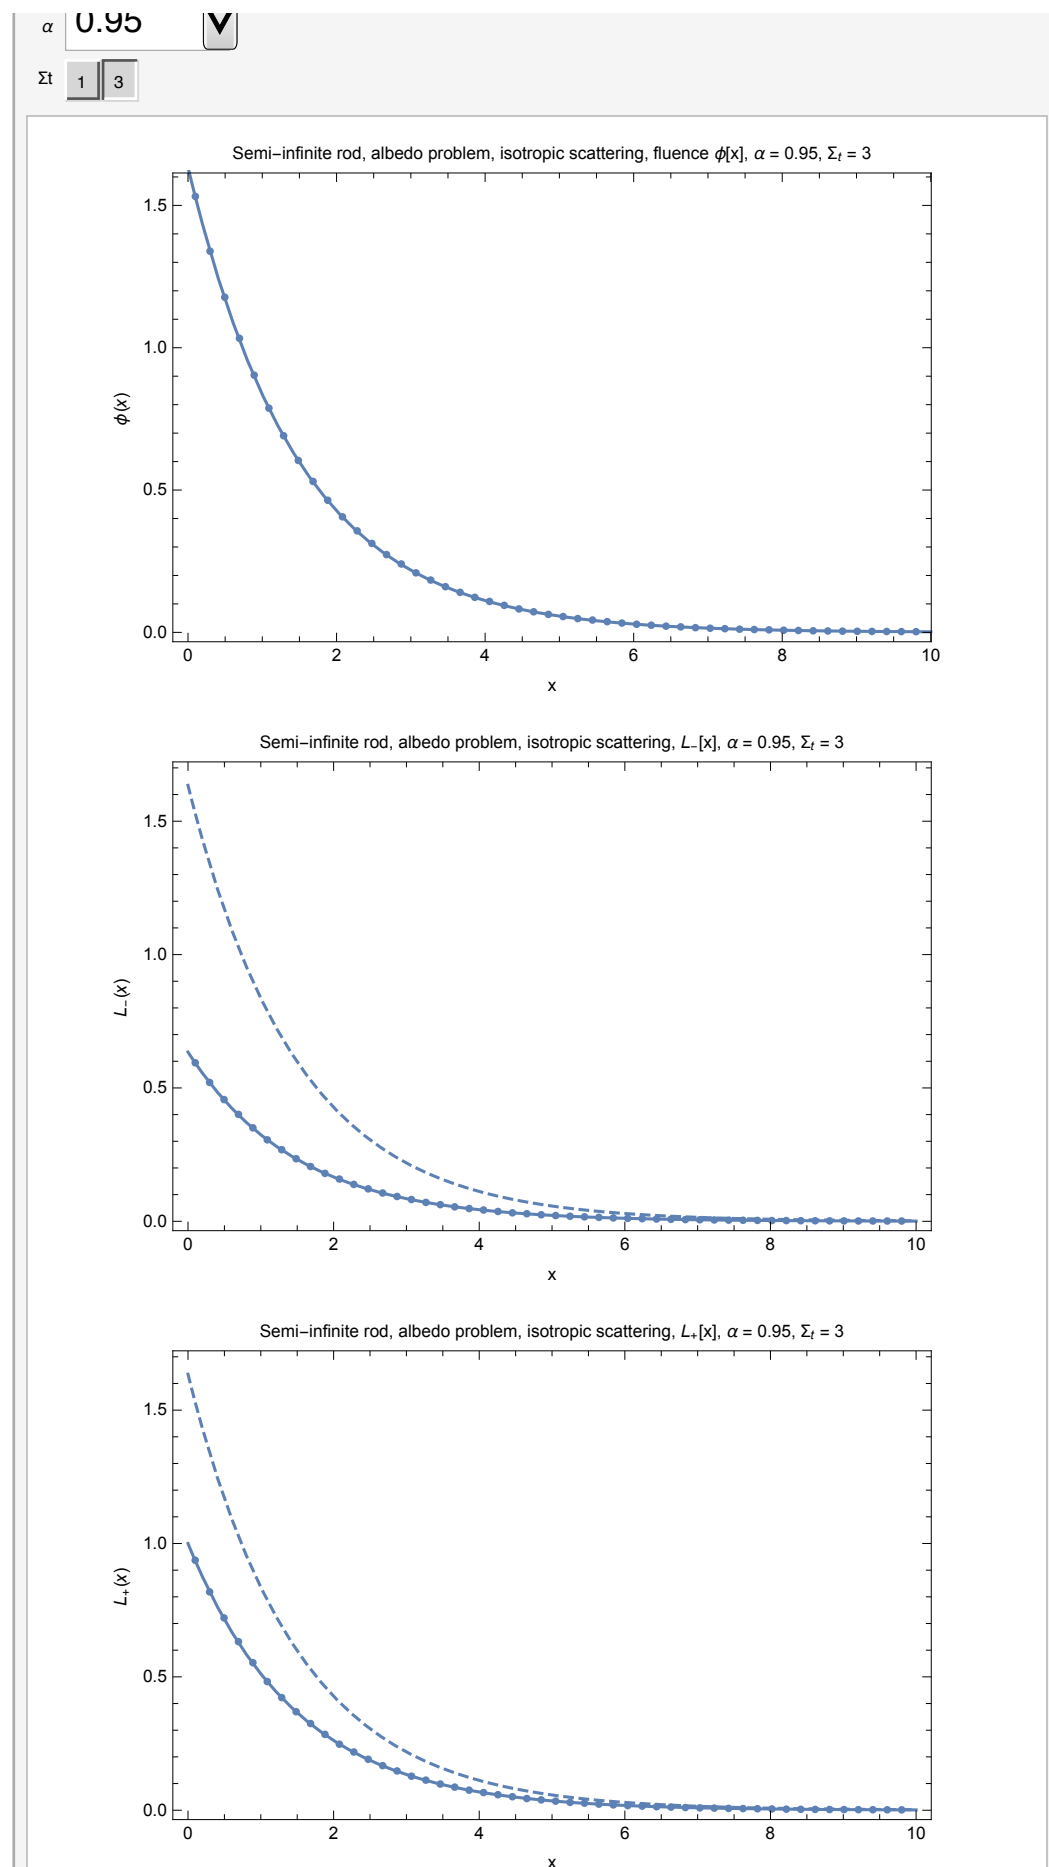 α 0.95
Σt 1 3
Semi-infinite rod, albedo problem, isotropic scattering, fluence ϕ[x], α = 0.95, Σt = 3
1.5
1.0
0.5
0.0
ϕ(x)
0 2 4 6 8 10
x
Semi-infinite rod, albedo problem, isotropic scattering, L₋[x], α = 0.95, Σt = 3
1.5
1.0
0.5
0.0
L₋(x)
0 2 4 6 8 10
x
Semi-infinite rod, albedo problem, isotropic scattering, L₊[x], α = 0.95, Σt = 3
1.5
1.0
0.5
0.0
L₊(x)
0 2 4 6 8 10
x